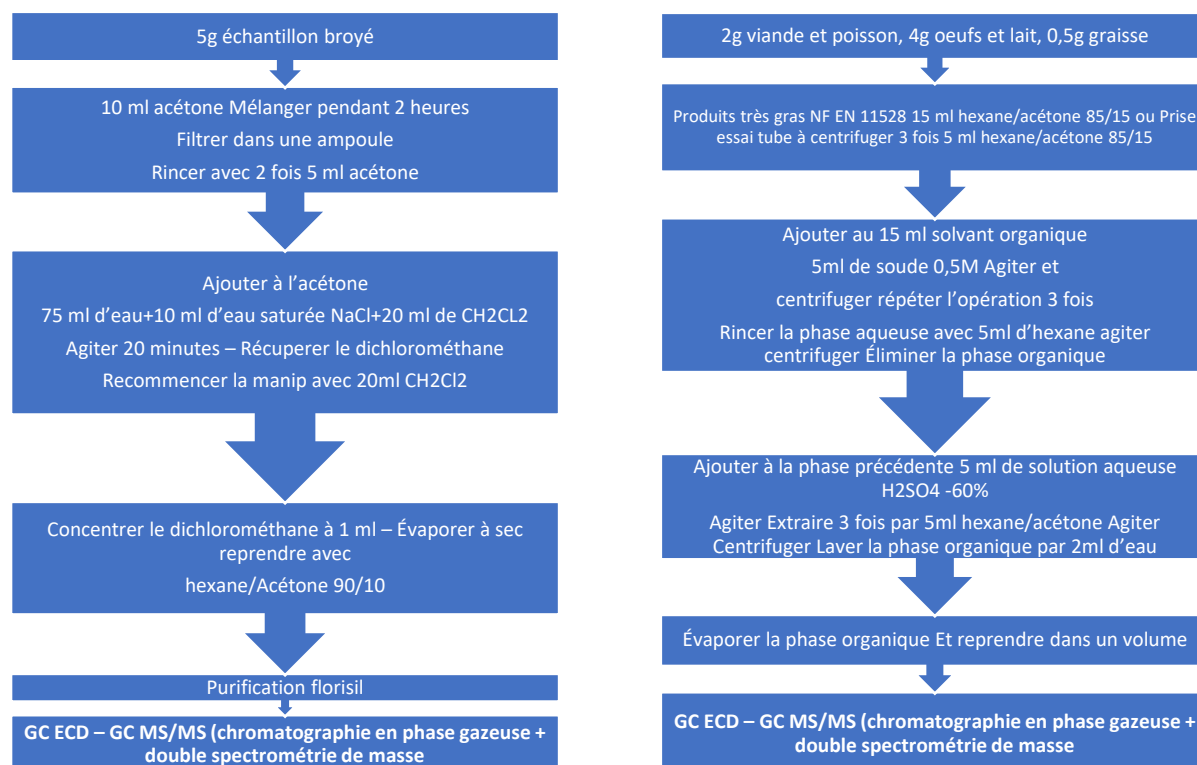 5g échantillon broyé
10 ml acétone Mélanger pendant 2 heures
Filtrer dans une ampoule
Rincer avec 2 fois 5 ml acétone
Ajouter à l'acétone
75 ml d'eau+10 ml d'eau saturée NaCl+20 ml de CH2CL2
Agiter 20 minutes – Récuperer le dichlorométhane
Recommencer la manip avec 20ml CH2Cl2
Concentrer le dichlorométhane à 1 ml – Évaporer à sec
reprendre avec
hexane/Acétone 90/10
Purification florisil
GC ECD – GC MS/MS (chromatographie en phase gazeuse +
double spectrométrie de masse
2g viande et poisson, 4g oeufs et lait, 0,5g graisse
Produits très gras NF EN 11528 15 ml hexane/acétone 85/15 ou Prise
essai tube à centrifuger 3 fois 5 ml hexane/acétone 85/15
Ajouter au 15 ml solvant organique
5ml de soude 0,5M Agiter et
centrifuger répéter l'opération 3 fois
Rincer la phase aqueuse avec 5ml d'hexane agiter
centrifuger Éliminer la phase organique
Ajouter à la phase précédente 5 ml de solution aqueuse
H2SO4 -60%
Agiter Extraire 3 fois par 5ml hexane/acétone Agiter
Centrifuger Laver la phase organique par 2ml d'eau
Évaporer la phase organique Et reprendre dans un volume
GC ECD – GC MS/MS (chromatographie en phase gazeuse +
double spectrométrie de masse